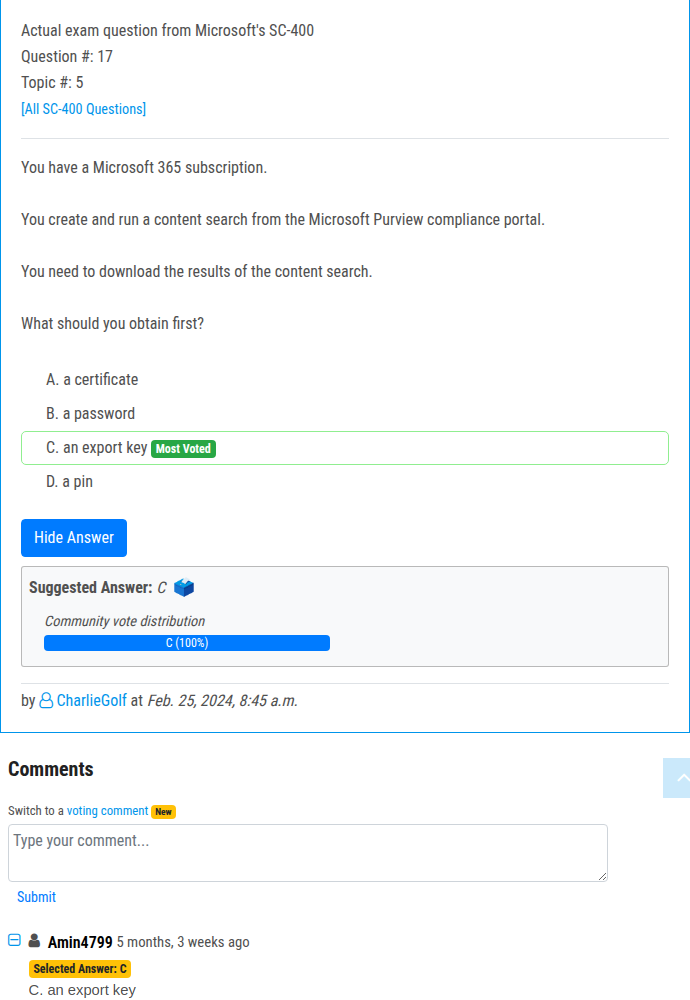 Actual exam question from Microsoft's SC-400
Question #: 17
Topic #: 5
[All SC-400 Questions]
You have a Microsoft 365 subscription.
You create and run a content search from the Microsoft Purview compliance portal.
You need to download the results of the content search.
What should you obtain first?
A. a certificate
B. a password
C. an export key Most Voted
D. a pin
Hide Answer
Suggested Answer: C
Community vote distribution
C (100%)
by CharlieGolf at Feb. 25, 2024, 8:45 a.m.
Comments
Switch to a voting comment New
Type your comment...
Submit
Amin4799 5 months, 3 weeks ago
Selected Answer: C
C. an export key